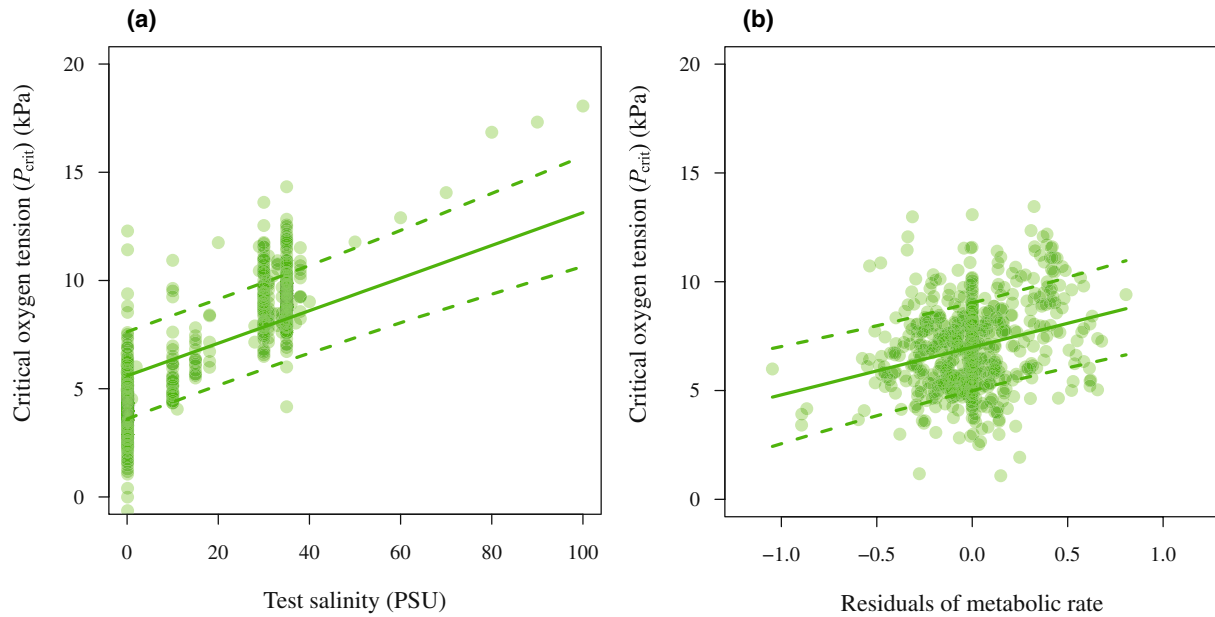 (a)
Critical oxygen tension (Pcrit) (kPa)
20
15
10
5
0
0 20 40 60 80 100
Test salinity (PSU)
(b)
Critical oxygen tension (Pcrit) (kPa)
20
15
10
5
0
−1.0 −0.5 0.0 0.5 1.0
Residuals of metabolic rate